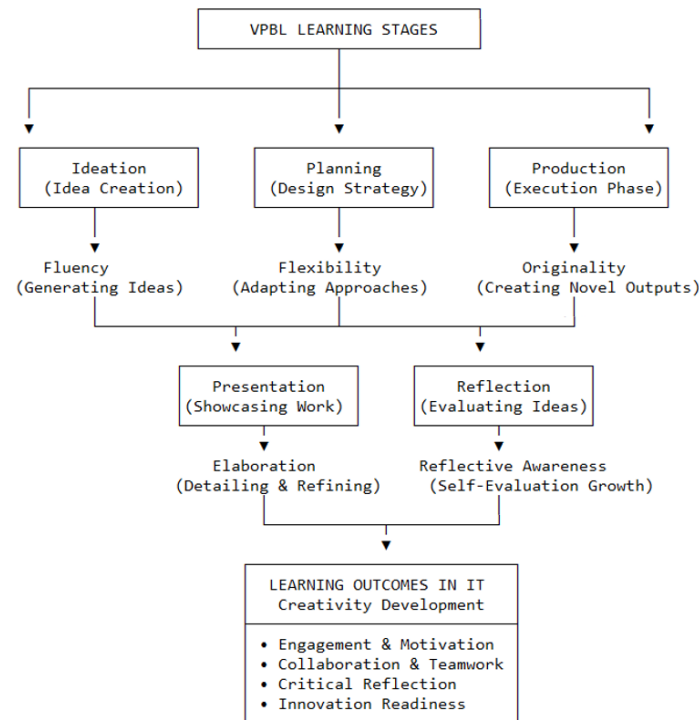 VPBL LEARNING STAGES
Ideation
(Idea Creation)
Planning
(Design Strategy)
Production
(Execution Phase)
Fluency
(Generating Ideas)
Flexibility
(Adapting Approaches)
Originality
(Creating Novel Outputs)
Presentation
(Showcasing Work)
Reflection
(Evaluating Ideas)
Elaboration
(Detailing & Refining)
Reflective Awareness
(Self-Evaluation Growth)
LEARNING OUTCOMES IN IT
Creativity Development
• Engagement & Motivation
• Collaboration & Teamwork
• Critical Reflection
• Innovation Readiness